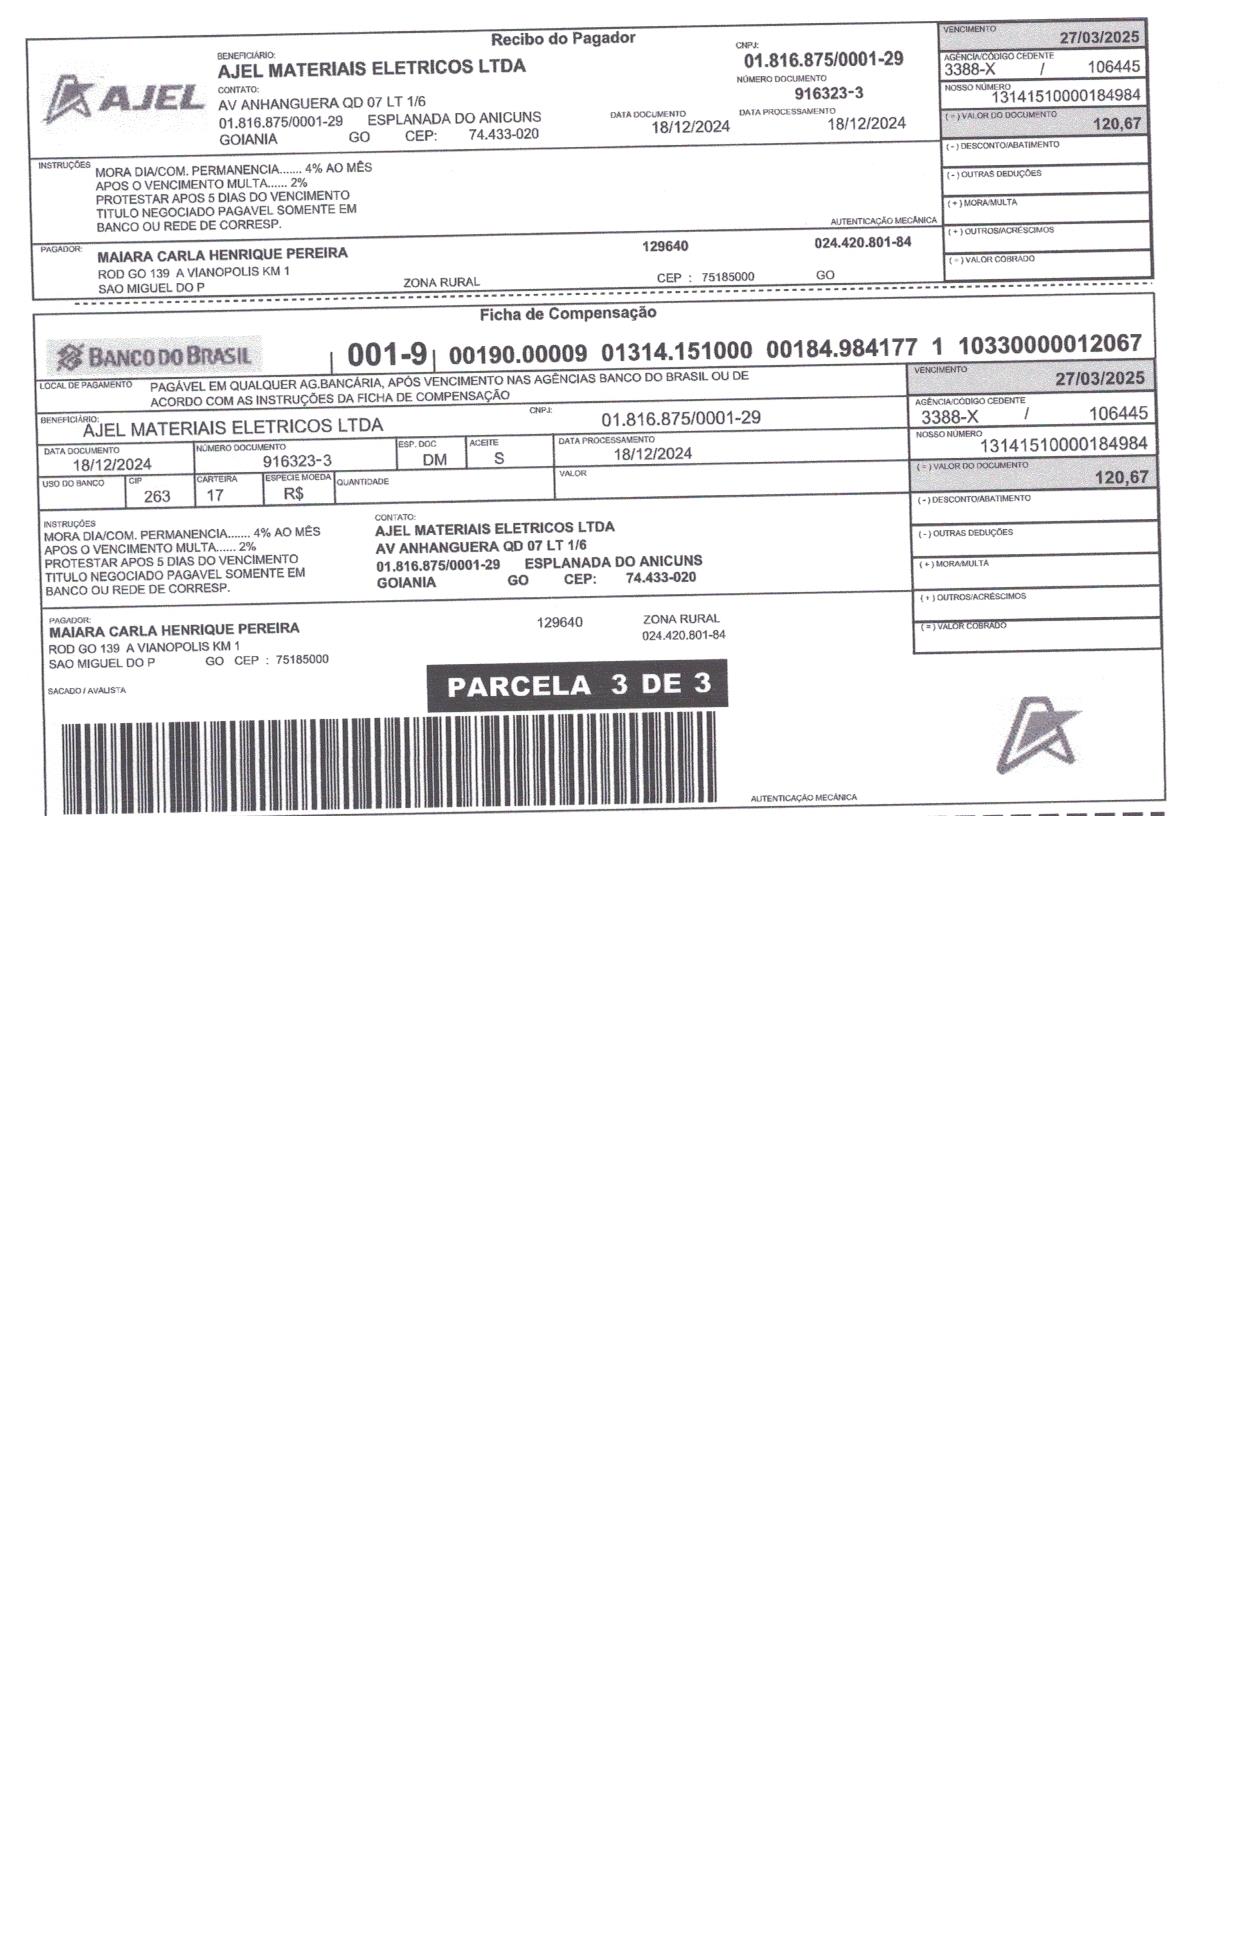 Recibo do Pagador
AJEL
BENEFICIÁRIO:
AJEL MATERIAIS ELETRICOS LTDA
CONTATO:
AV ANHANGUERA QD 07 LT 1/6
01.816.875/0001-29 ESPLANADA DO ANICUNS
GOIANIA GO CEP: 74.433-020
CNPJ:
01.816.875/0001-29
NÚMERO DOCUMENTO
916323-3
DATA DOCUMENTO DATA PROCESSAMENTO
18/12/2024 18/12/2024
VENCIMENTO
27/03/2025
AGÊNCIA/CÓDIGO CEDENTE
3388-X / 106445
NOSSO NÚMERO
13141510000184984
( = ) VALOR DO DOCUMENTO
120,67
( - ) DESCONTO/ABATIMENTO
( - ) OUTRAS DEDUÇÕES
( + ) MORA/MULTA
( + ) OUTROS/ACRÉSCIMOS
( = ) VALOR COBRADO
INSTRUÇÕES
MORA DIA/COM. PERMANENCIA....... 4% AO MÊS
APOS O VENCIMENTO MULTA...... 2%
PROTESTAR APOS 5 DIAS DO VENCIMENTO
TITULO NEGOCIADO PAGAVEL SOMENTE EM
BANCO OU REDE DE CORRESP.
AUTENTICAÇÃO MECÂNICA
PAGADOR:
MAIARA CARLA HENRIQUE PEREIRA 129640 024.420.801-84
ROD GO 139 A VIANOPOLIS KM 1
SAO MIGUEL DO P ZONA RURAL CEP : 75185000 GO
Ficha de Compensação
BANCO DO BRASIL
001-9 00190.00009 01314.151000 00184.984177 1 10330000012067
LOCAL DE PAGAMENTO
PAGÁVEL EM QUALQUER AG.BANCÁRIA, APÓS VENCIMENTO NAS AGÊNCIAS BANCO DO BRASIL OU DE
ACORDO COM AS INSTRUÇÕES DA FICHA DE COMPENSAÇÃO
VENCIMENTO
27/03/2025
BENEFICIÁRIO:
AJEL MATERIAIS ELETRICOS LTDA
CNPJ:
01.816.875/0001-29
AGÊNCIA/CÓDIGO CEDENTE
3388-X / 106445
DATA DOCUMENTO
18/12/2024
NÚMERO DOCUMENTO
916323-3
ESP. DOC
DM
ACEITE
S
DATA PROCESSAMENTO
18/12/2024
NOSSO NÚMERO
13141510000184984
USO DO BANCO
CIP
263
CARTEIRA
17
ESPECIE MOEDA
R$
QUANTIDADE
VALOR
( = ) VALOR DO DOCUMENTO
120,67
INSTRUÇÕES
MORA DIA/COM. PERMANENCIA....... 4% AO MÊS
APOS O VENCIMENTO MULTA...... 2%
PROTESTAR APOS 5 DIAS DO VENCIMENTO
TITULO NEGOCIADO PAGAVEL SOMENTE EM
BANCO OU REDE DE CORRESP.
CONTATO:
AJEL MATERIAIS ELETRICOS LTDA
AV ANHANGUERA QD 07 LT 1/6
01.816.875/0001-29 ESPLANADA DO ANICUNS
GOIANIA GO CEP: 74.433-020
( - ) DESCONTO/ABATIMENTO
( - ) OUTRAS DEDUÇÕES
( + ) MORA/MULTA
( + ) OUTROS/ACRÉSCIMOS
( = ) VALOR COBRADO
PAGADOR:
MAIARA CARLA HENRIQUE PEREIRA 129640 ZONA RURAL
ROD GO 139 A VIANOPOLIS KM 1 024.420.801-84
SAO MIGUEL DO P GO CEP : 75185000
SACADO / AVALISTA
PARCELA 3 DE 3
AUTENTICAÇÃO MECÂNICA